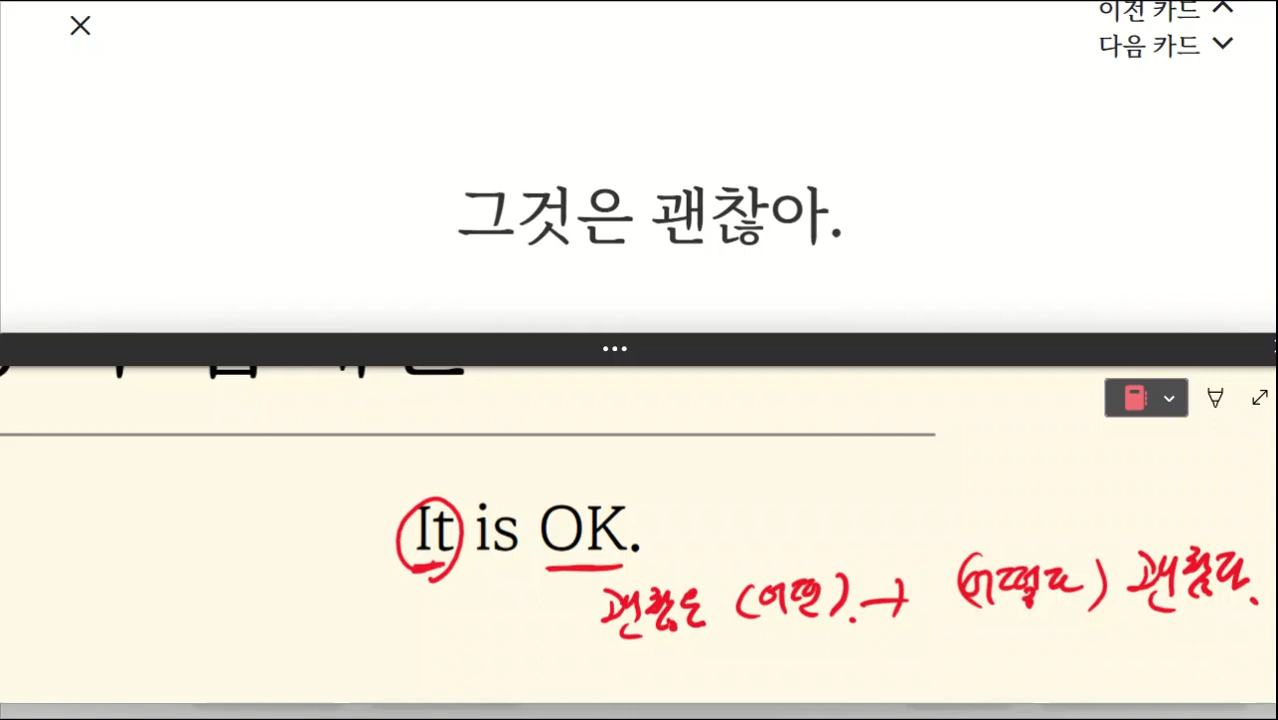 이전 카드
다음 카드
그것은 괜찮아.
It is OK.
괜찮은 (어떤). → (어떻다) 괜찮다.